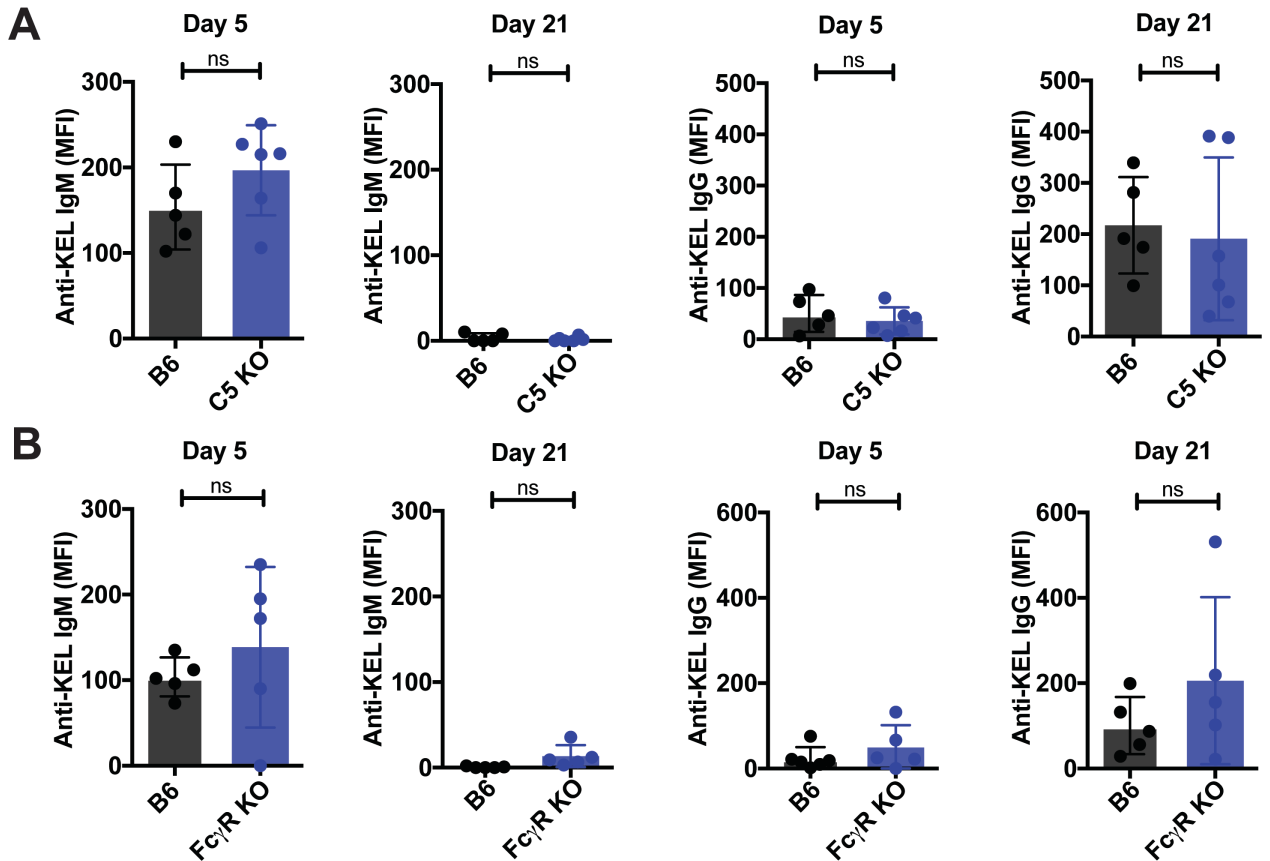 A
Day 5
ns
Anti-KEL IgM (MFI)
300
200
100
0
B6
C5 KO
Day 21
ns
Anti-KEL IgM (MFI)
300
200
100
0
B6
C5 KO
Day 5
ns
Anti-KEL IgG (MFI)
500
400
300
200
100
0
B6
C5 KO
Day 21
ns
Anti-KEL IgG (MFI)
500
400
300
200
100
0
B6
C5 KO
B
Day 5
ns
Anti-KEL IgM (MFI)
300
200
100
0
B6
FcγR KO
Day 21
ns
Anti-KEL IgM (MFI)
300
200
100
0
B6
FcγR KO
Day 5
ns
Anti-KEL IgG (MFI)
600
400
200
0
B6
FcγR KO
Day 21
ns
Anti-KEL IgG (MFI)
600
400
200
0
B6
FcγR KO